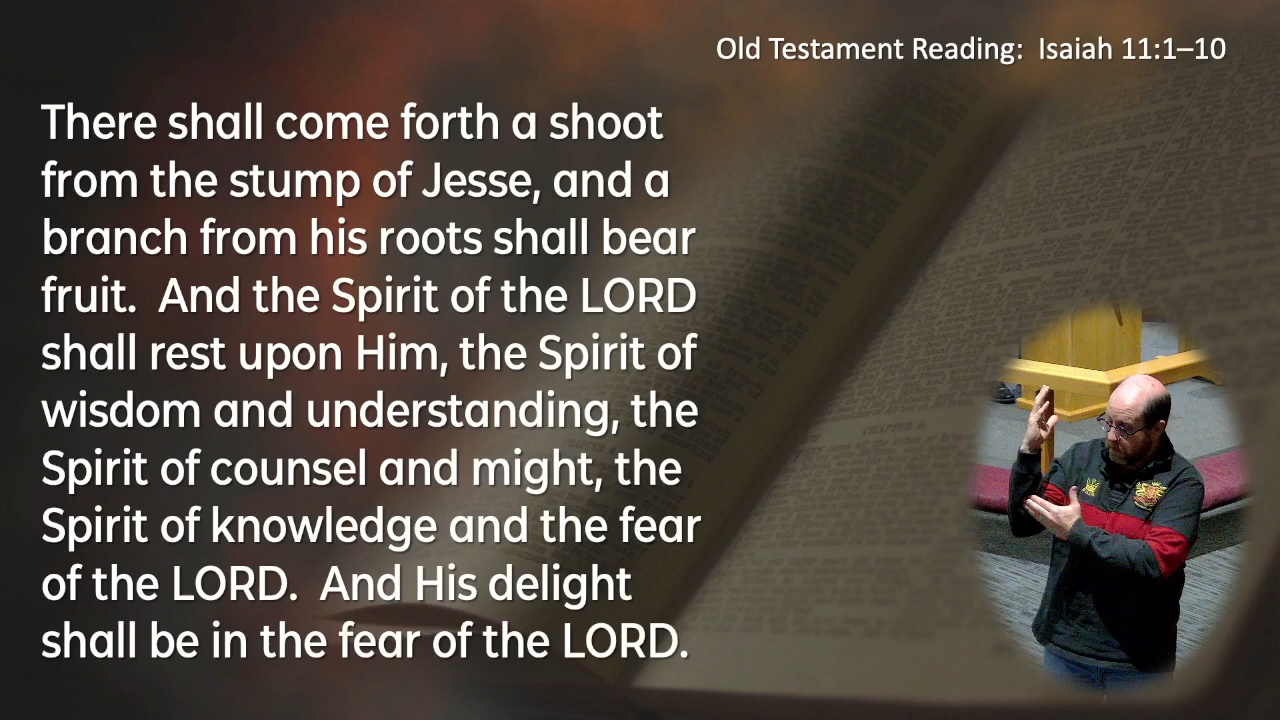 Old Testament Reading:  Isaiah 11:1–10
There shall come forth a shoot
from the stump of Jesse, and a
branch from his roots shall bear
fruit.  And the Spirit of the LORD
shall rest upon Him, the Spirit of
wisdom and understanding, the
Spirit of counsel and might, the
Spirit of knowledge and the fear
of the LORD.  And His delight
shall be in the fear of the LORD.